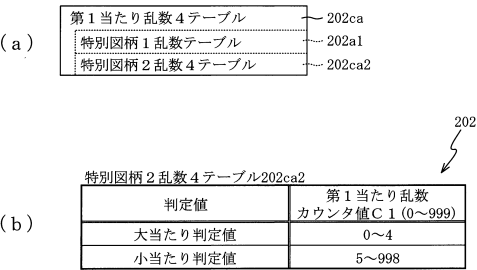 (a)
第1当たり乱数4テーブル 202ca
特別図柄1乱数テーブル 202a1
特別図柄2乱数4テーブル 202ca2
202
(b)
特別図柄2乱数4テーブル202ca2
判定値 第1当たり乱数
カウンタ値C1(0~999)
大当たり判定値 0~4
小当たり判定値 5~998